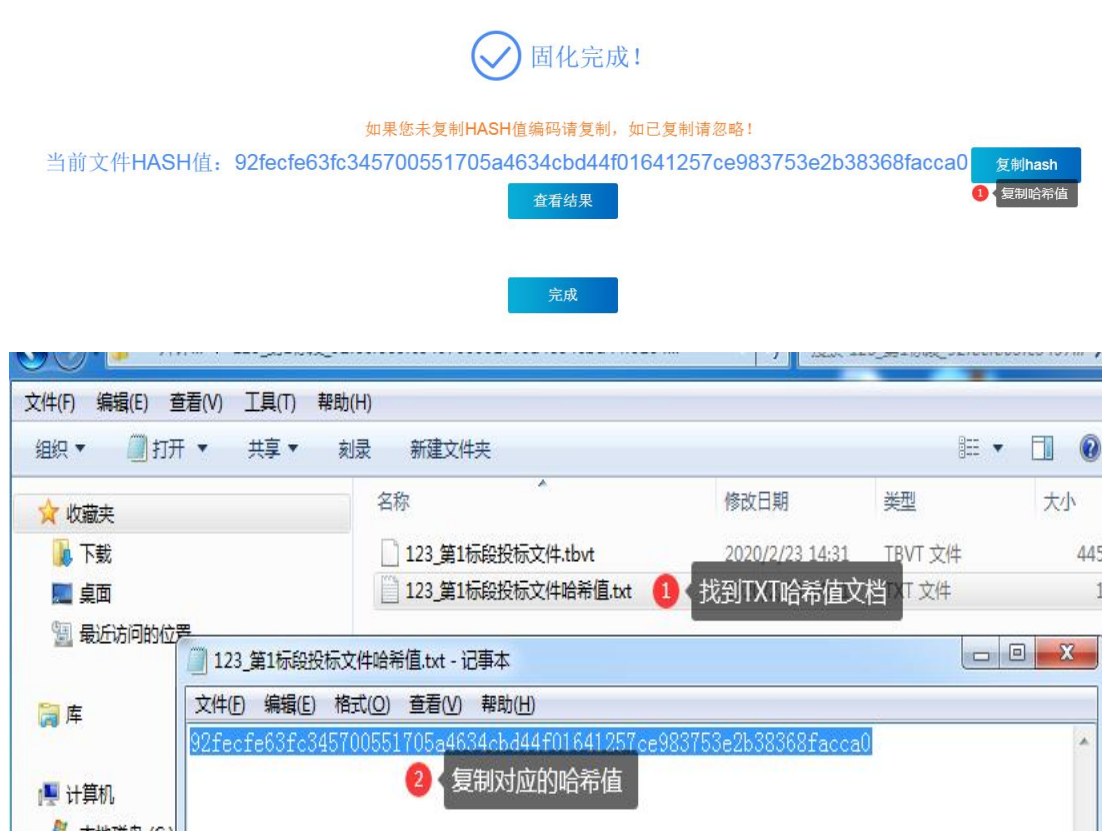 固化完成！
如果您未复制HASH值编码请复制，如已复制请忽略！
当前文件HASH值：92fecfe63fc345700551705a4634cbd44f01641257ce983753e2b38368facca0 复制hash
1 复制哈希值
查看结果
完成
文件(F) 编辑(E) 查看(V) 工具(T) 帮助(H)
组织 打开 共享 刻录 新建文件夹
名称 修改日期 类型 大小
收藏夹
下载
123_第1标段投标文件.tbvt 2020/2/23 14:31 TBVT 文件 445
桌面
123_第1标段投标文件哈希值.txt 1 找到TXT哈希值文档 TXT 文件 1
最近访问的位置
123_第1标段投标文件哈希值.txt - 记事本
文件(F) 编辑(E) 格式(O) 查看(V) 帮助(H)
库
92fecfe63fc345700551705a4634cbd44f01641257ce983753e2b38368facca0
2 复制对应的哈希值
计算机